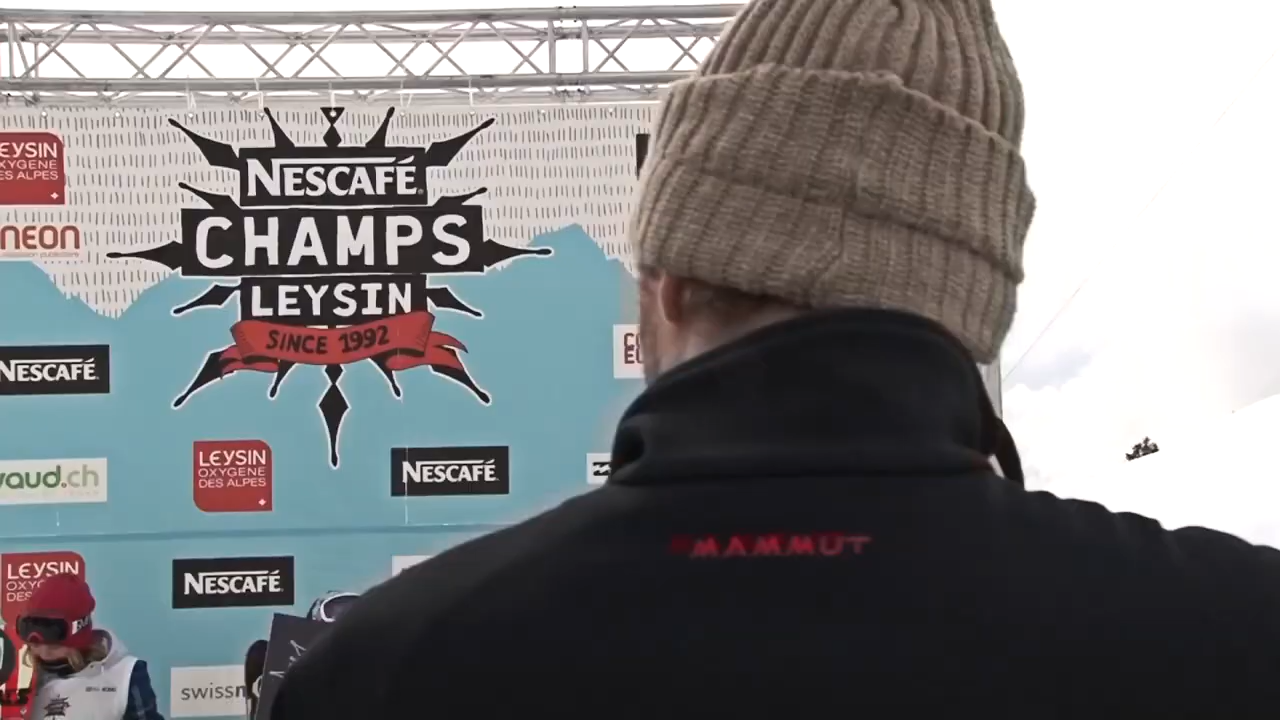 NESCAFÉ
CHAMPS
LEYSIN
SINCE 1992
LEYSIN
OXYGENE
DES ALPES
NEON
NESCAFÉ
vaud.ch
LEYSIN
OXYGENE
DES ALPES
NESCAFÉ
MAMMUT
LEYSIN
NESCAFÉ
swiss